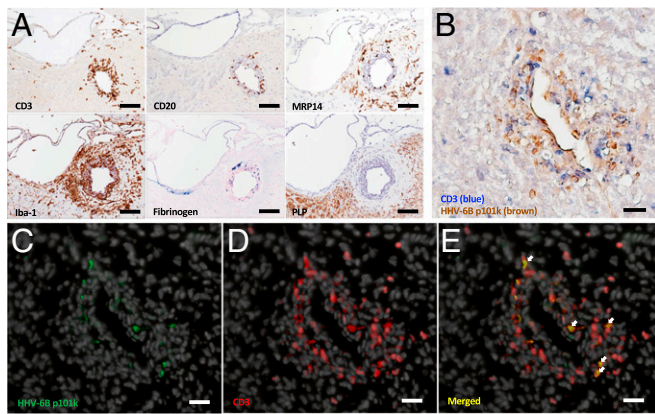 A
CD3
CD20
MRP14
Iba-1
Fibrinogen
PLP
B
CD3 (blue)
HHV-6B p101k (brown)
C
HHV-6B p101k
D
CD3
E
Merged